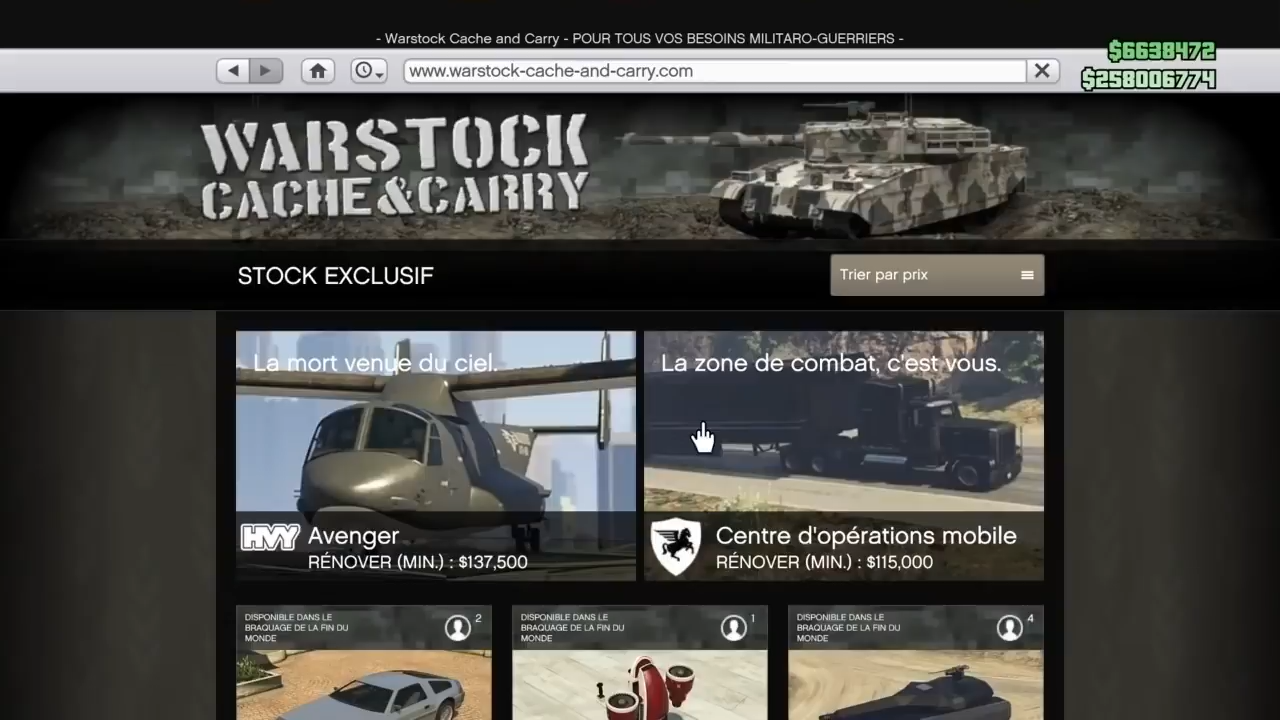 - Warstock Cache and Carry - POUR TOUS VOS BESOINS MILITARO-GUERRIERS -
$6638472
www.warstock-cache-and-carry.com
$258006774
WARSTOCK
CACHE&CARRY
STOCK EXCLUSIF
Trier par prix
La mort venue du ciel.
La zone de combat, c'est vous.
HVY
Avenger
RÉNOVER (MIN.) : $137,500
Centre d'opérations mobile
RÉNOVER (MIN.) : $115,000
DISPONIBLE DANS LE
BRAQUAGE DE LA FIN DU
MONDE
2
DISPONIBLE DANS LE
BRAQUAGE DE LA FIN DU
MONDE
1
DISPONIBLE DANS LE
BRAQUAGE DE LA FIN DU
MONDE
4